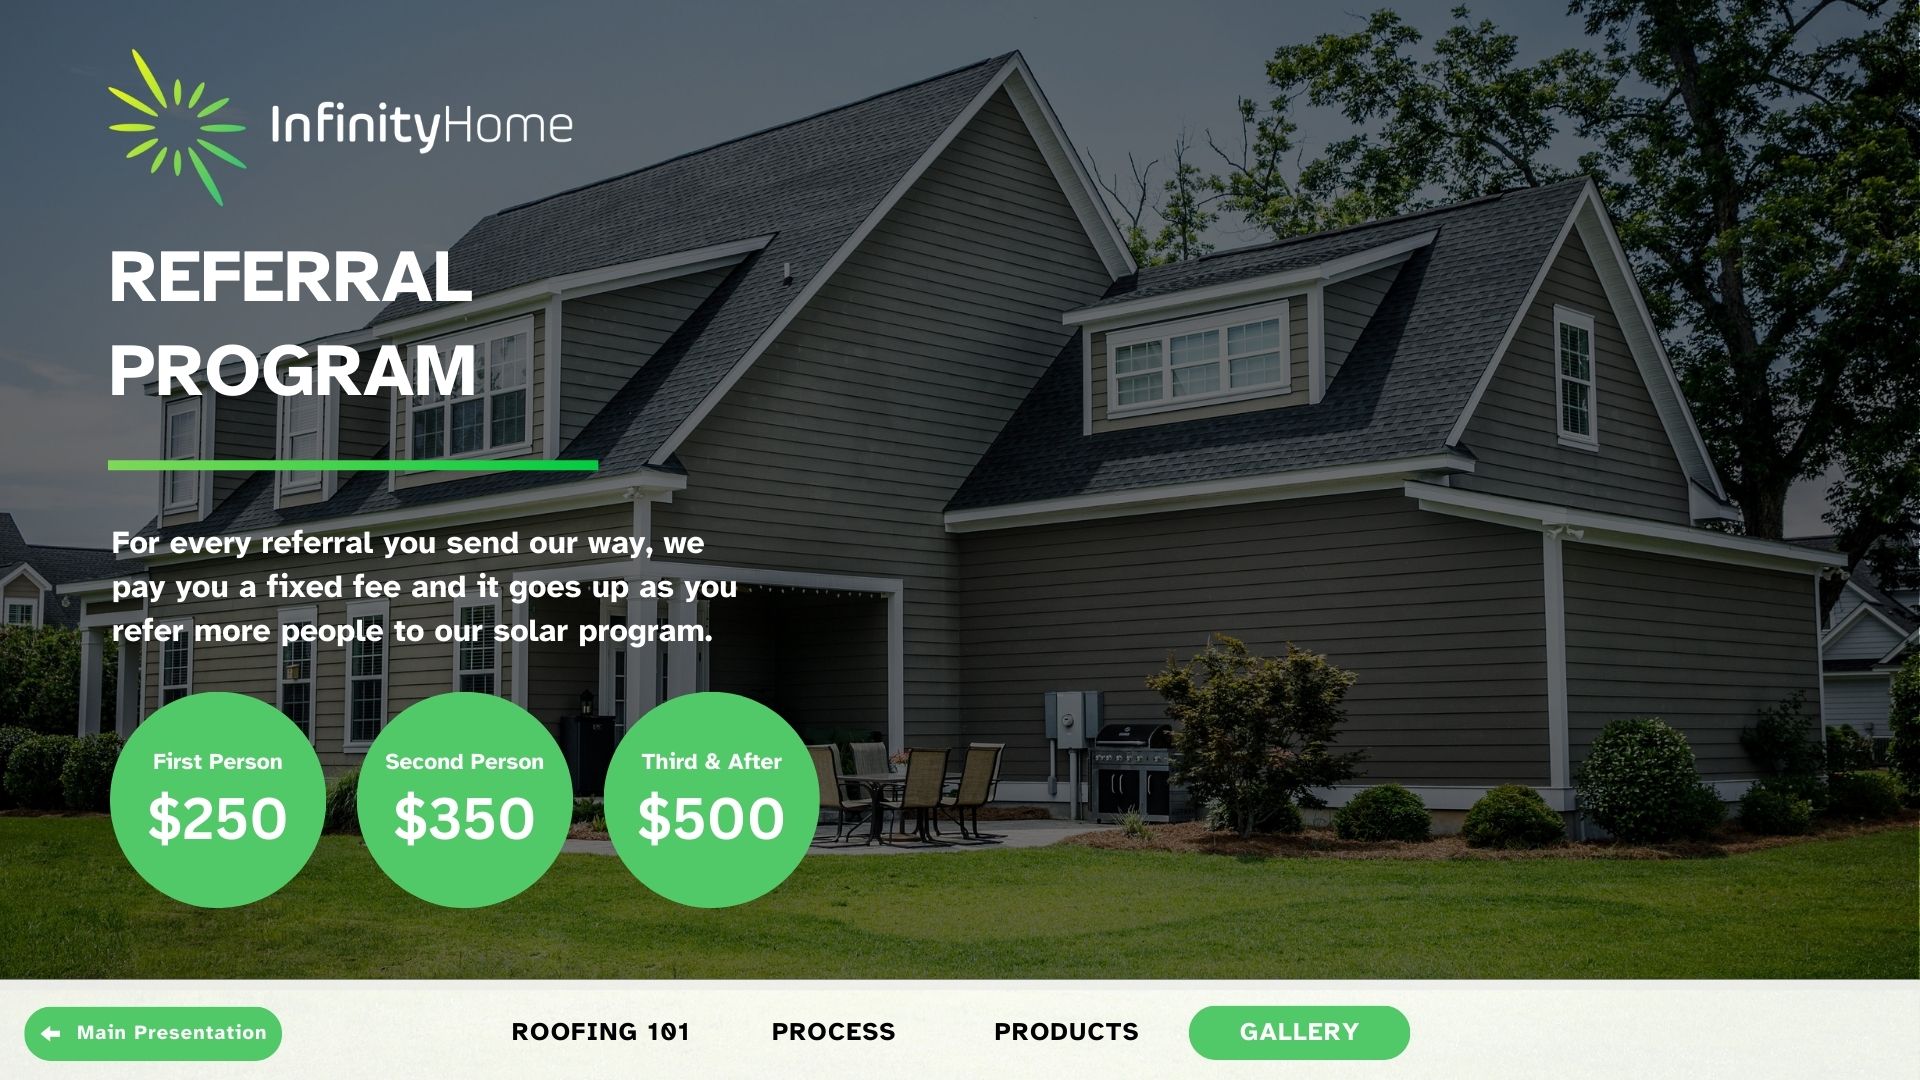 InfinityHome
REFERRAL
PROGRAM
For every referral you send our way, we
pay you a fixed fee and it goes up as you
refer more people to our solar program.
First Person
$250
Second Person
$350
Third & After
$500
Main Presentation
ROOFING 101
PROCESS
PRODUCTS
GALLERY